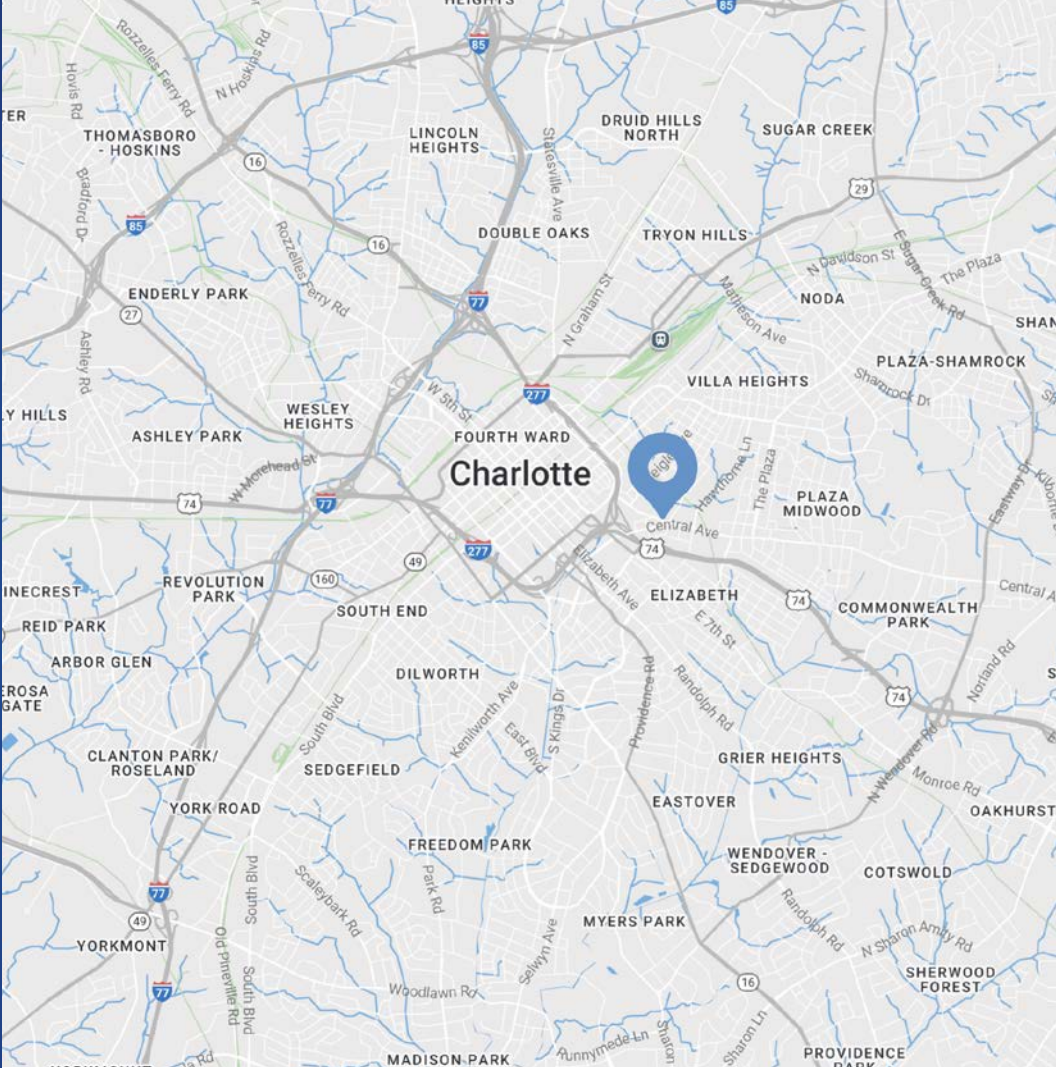 HEIGHTS
85
85
Rozzelles Ferry Rd
N Hoskins Rd
Hovis Rd
TER
THOMASBORO
- HOSKINS
LINCOLN
HEIGHTS
DRUID HILLS
NORTH
SUGAR CREEK
Statesville Ave
16
Bradford Dr
29
85
16
Rozzelles Ferry Rd
DOUBLE OAKS
TRYON HILLS
N Davidson St
E Sugar Creek Rd
The Plaza
ENDERLY PARK
77
N Graham St
Matheson Ave
NODA
27
SHAN
Ashley Rd
PLAZA-SHAMROCK
VILLA HEIGHTS
Shamrock Dr
277
W 5th St
LY HILLS
WESLEY
HEIGHTS
ASHLEY PARK
FOURTH WARD
W Morehead St
Charlotte
Hawthorne Ln
The Plaza
Eastway Dr
74
77
PLAZA
MIDWOOD
Central Ave
74
277
49
Elizabeth Ave
INECREST
REVOLUTION
PARK
160
SOUTH END
ELIZABETH
74
Central A
COMMONWEALTH
PARK
REID PARK
E 7th St
ARBOR GLEN
DILWORTH
Norland Rd
EROSA
GATE
Kenilworth Ave
East Blvd
S Kings Dr
Providence Rd
Randolph Rd
74
South Blvd
CLANTON PARK/
ROSELAND
SEDGEFIELD
GRIER HEIGHTS
N Wendover Rd
Monroe Rd
YORK ROAD
EASTOVER
OAKHURST
FREEDOM PARK
WENDOVER -
SEDGEWOOD
COTSWOLD
77
South Blvd
Scaleybark Rd
Park Rd
49
MYERS PARK
Randolph Rd
N Sharon Amity Rd
YORKMONT
Old Pineville Rd
Selwyn Ave
SHERWOOD
FOREST
77
South Blvd
Woodlawn Rd
16
MADISON PARK
Runnymede Ln
Sharon
Sharon Ln
PROVIDENCE
PARK